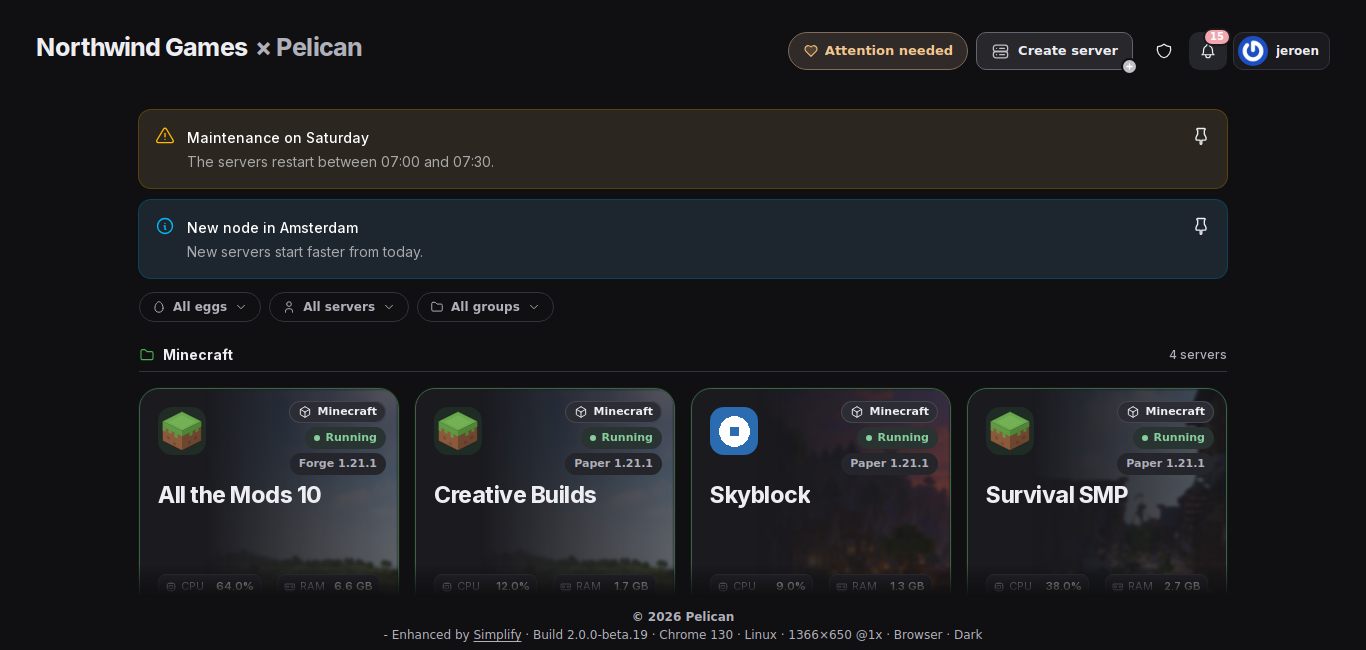 Northwind Games × Pelican
Attention needed
Create server
15
jeroen
Maintenance on Saturday
The servers restart between 07:00 and 07:30.
New node in Amsterdam
New servers start faster from today.
All eggs
All servers
All groups
Minecraft
4 servers
Minecraft
Running
Forge 1.21.1
All the Mods 10
CPU 64.0%
RAM 6.6 GB
Minecraft
Running
Paper 1.21.1
Creative Builds
CPU 12.0%
RAM 1.7 GB
Minecraft
Running
Paper 1.21.1
Skyblock
CPU 9.0%
RAM 1.3 GB
Minecraft
Running
Paper 1.21.1
Survival SMP
CPU 38.0%
RAM 2.7 GB
© 2026 Pelican
- Enhanced by Simplify · Build 2.0.0-beta.19 · Chrome 130 · Linux · 1366×650 @1x · Browser · Dark